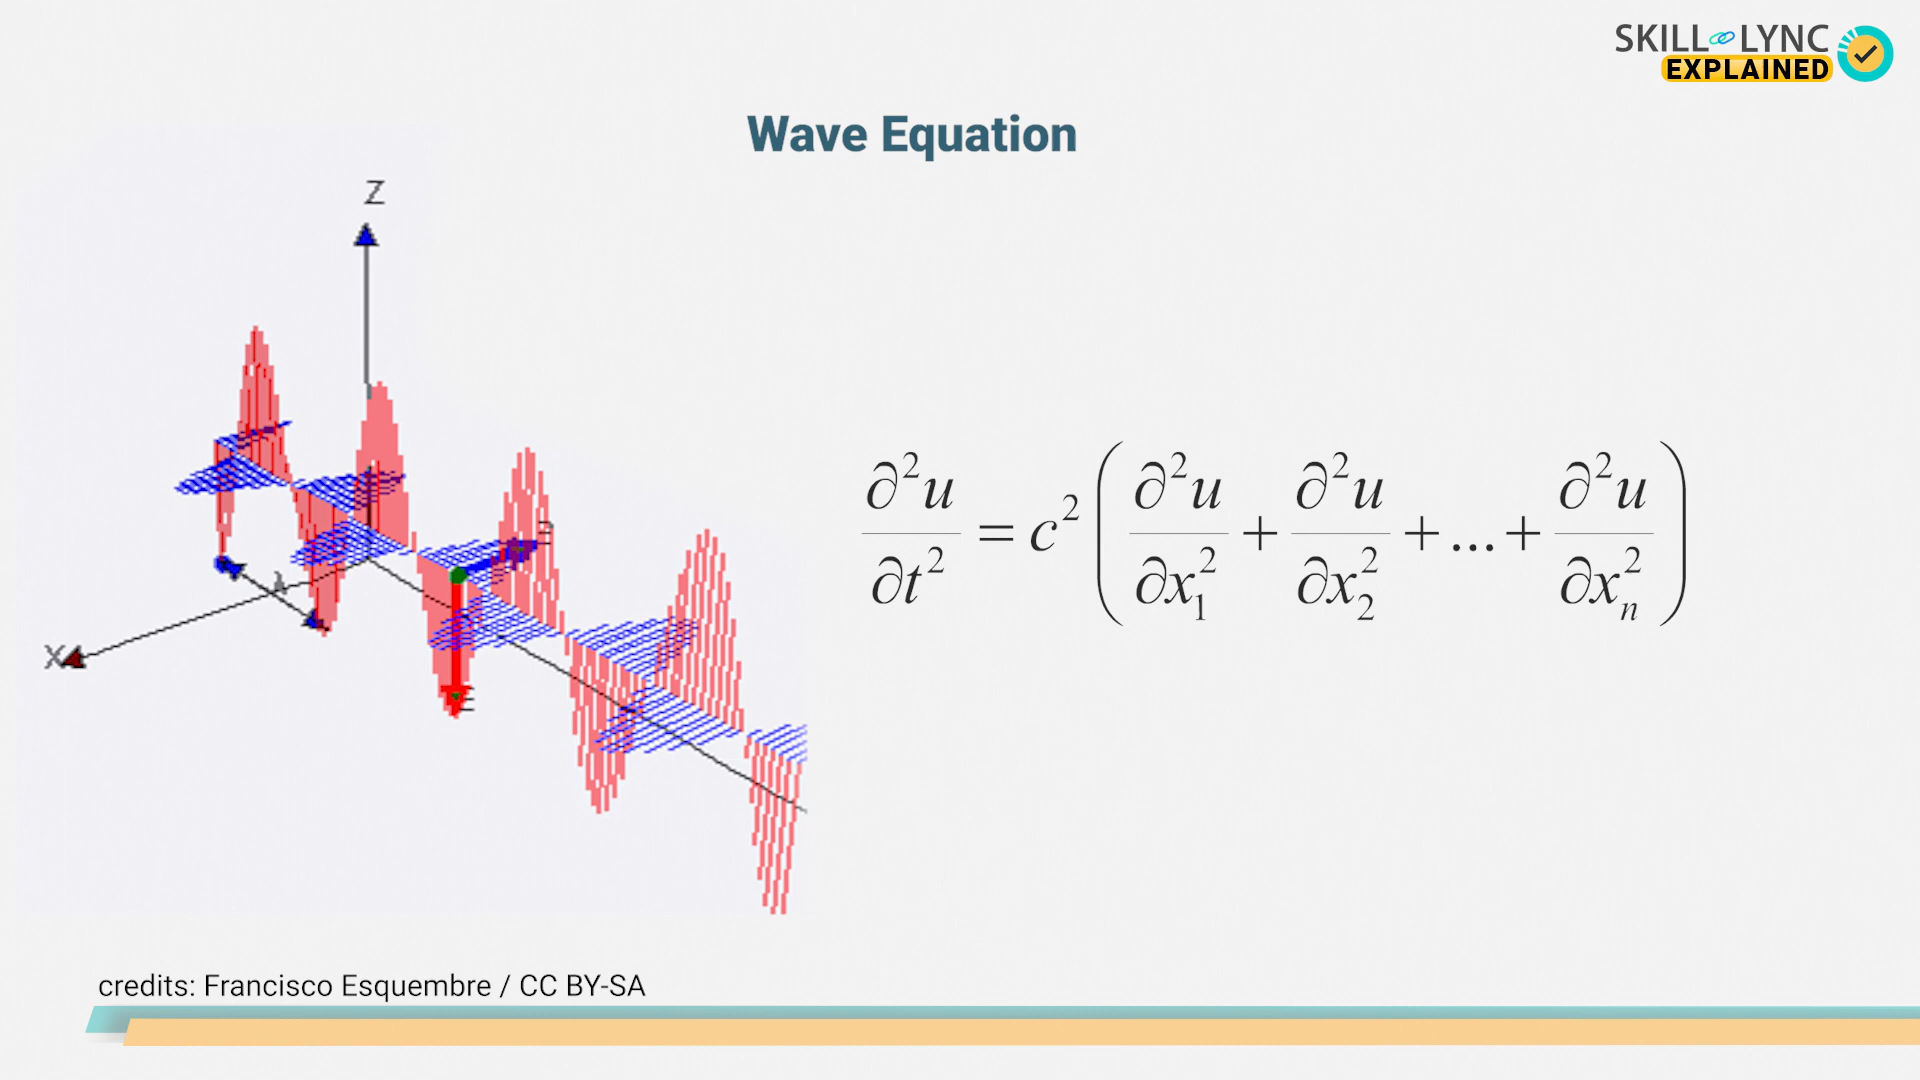 SKILL LYNC
EXPLAINED
Wave Equation
Z
λ
X
E
∂²u/∂t² = c² (∂²u/∂x₁² + ∂²u/∂x₂² + ... + ∂²u/∂xₙ²)
credits: Francisco Esquembre / CC BY-SA